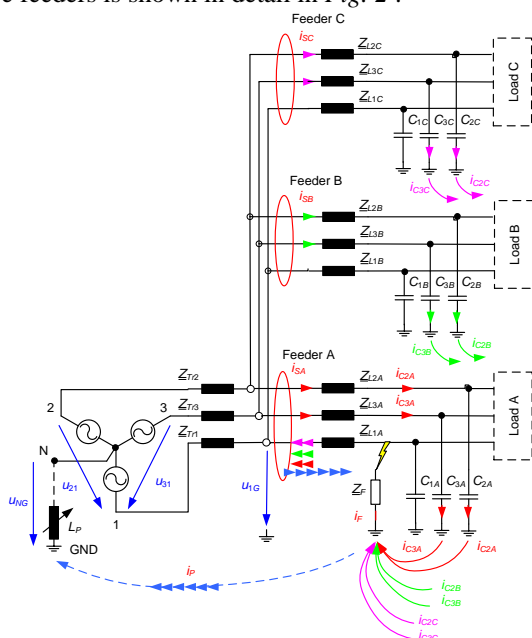 e feeders is shown in detail in Fig. 2 .
Feeder C
iSC
ZL2C
ZL3C
ZL1C
C1C C3C C2C
Load C
iC3C
iC2C
Feeder B
iSB
ZL2B
ZL3B
ZL1B
C1B C3B C2B
Load B
iC3B
iC2B
Feeder A
iSA
ZTr2
ZTr3
ZTr1
ZL2A
ZL3A
ZL1A
iC2A
iC3A
Load A
2
3
N
1
u21
u31
uNG
LP
GND
u1G
ZF
iF
C1A C3A C2A
iC3A
iC2A
iP
iC2B
iC3B
iC2C